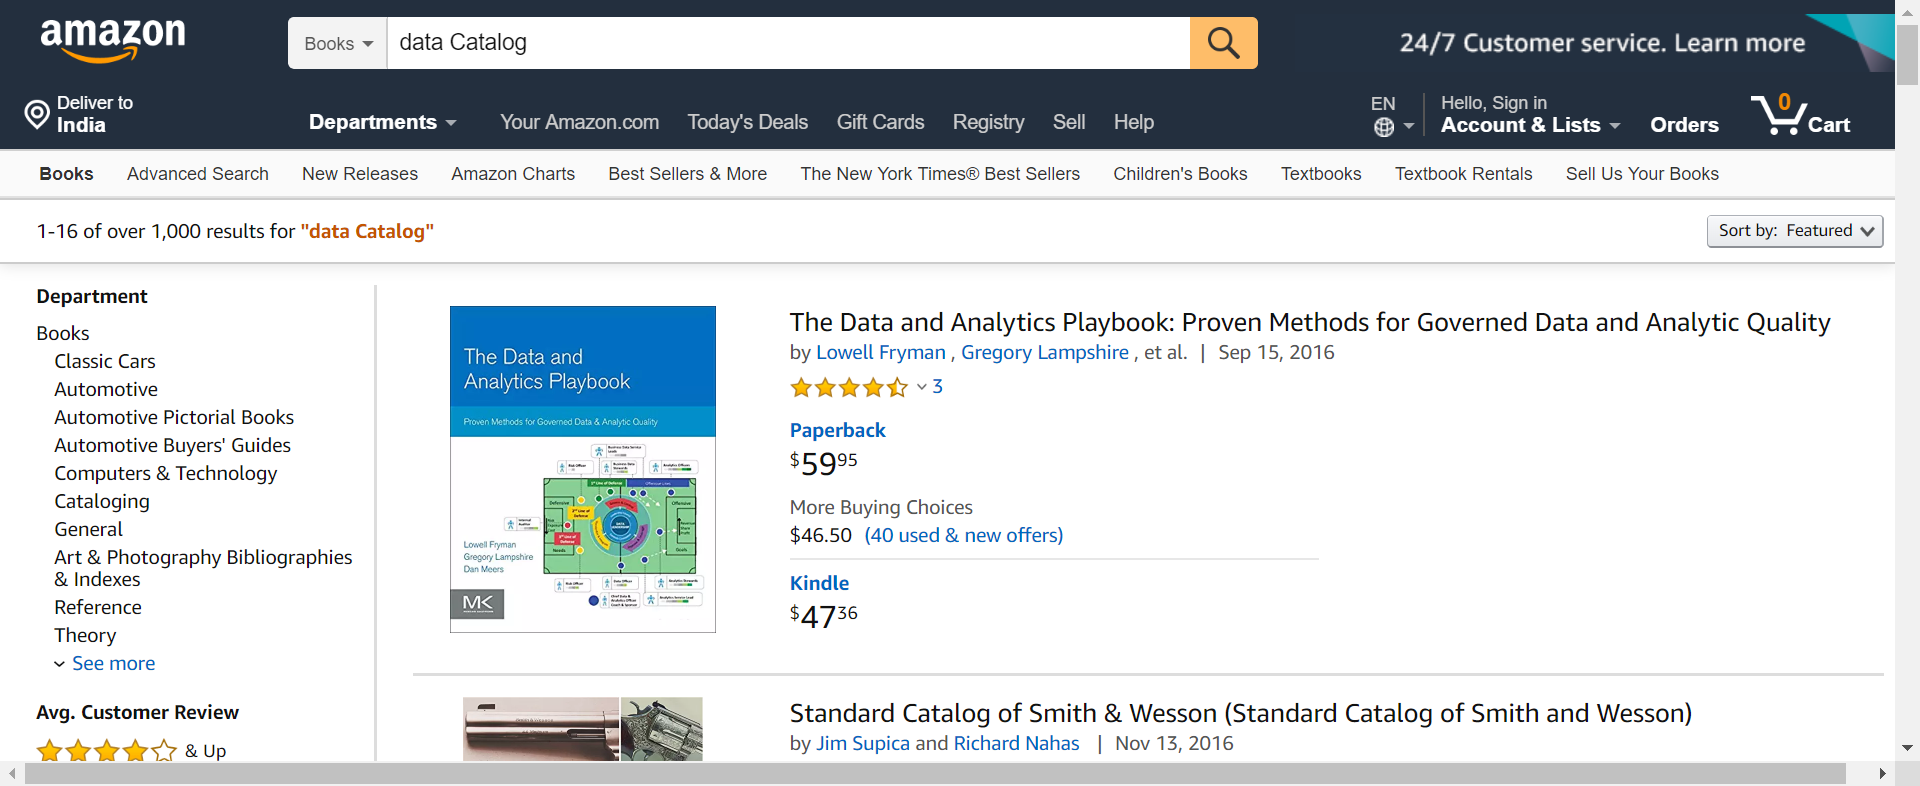 amazon
Books
data Catalog
24/7 Customer service. Learn more
Deliver to
India
Departments
Your Amazon.com
Today's Deals
Gift Cards
Registry
Sell
Help
EN
Hello, Sign in
Account & Lists
Orders
0
Cart
Books
Advanced Search
New Releases
Amazon Charts
Best Sellers & More
The New York Times® Best Sellers
Children's Books
Textbooks
Textbook Rentals
Sell Us Your Books
1-16 of over 1,000 results for "data Catalog"
Sort by: Featured
Department
Books
Classic Cars
Automotive
Automotive Pictorial Books
Automotive Buyers' Guides
Computers & Technology
Cataloging
General
Art & Photography Bibliographies
& Indexes
Reference
Theory
See more
Avg. Customer Review
& Up
The Data and
Analytics Playbook
Proven Methods for Governed Data & Analytic Quality
Lowell Fryman
Gregory Lampshire
Dan Meers
MK
The Data and Analytics Playbook: Proven Methods for Governed Data and Analytic Quality
by Lowell Fryman , Gregory Lampshire , et al. | Sep 15, 2016
3
Paperback
$5995
More Buying Choices
$46.50 (40 used & new offers)
Kindle
$4736
Standard Catalog of Smith & Wesson (Standard Catalog of Smith and Wesson)
by Jim Supica and Richard Nahas | Nov 13, 2016